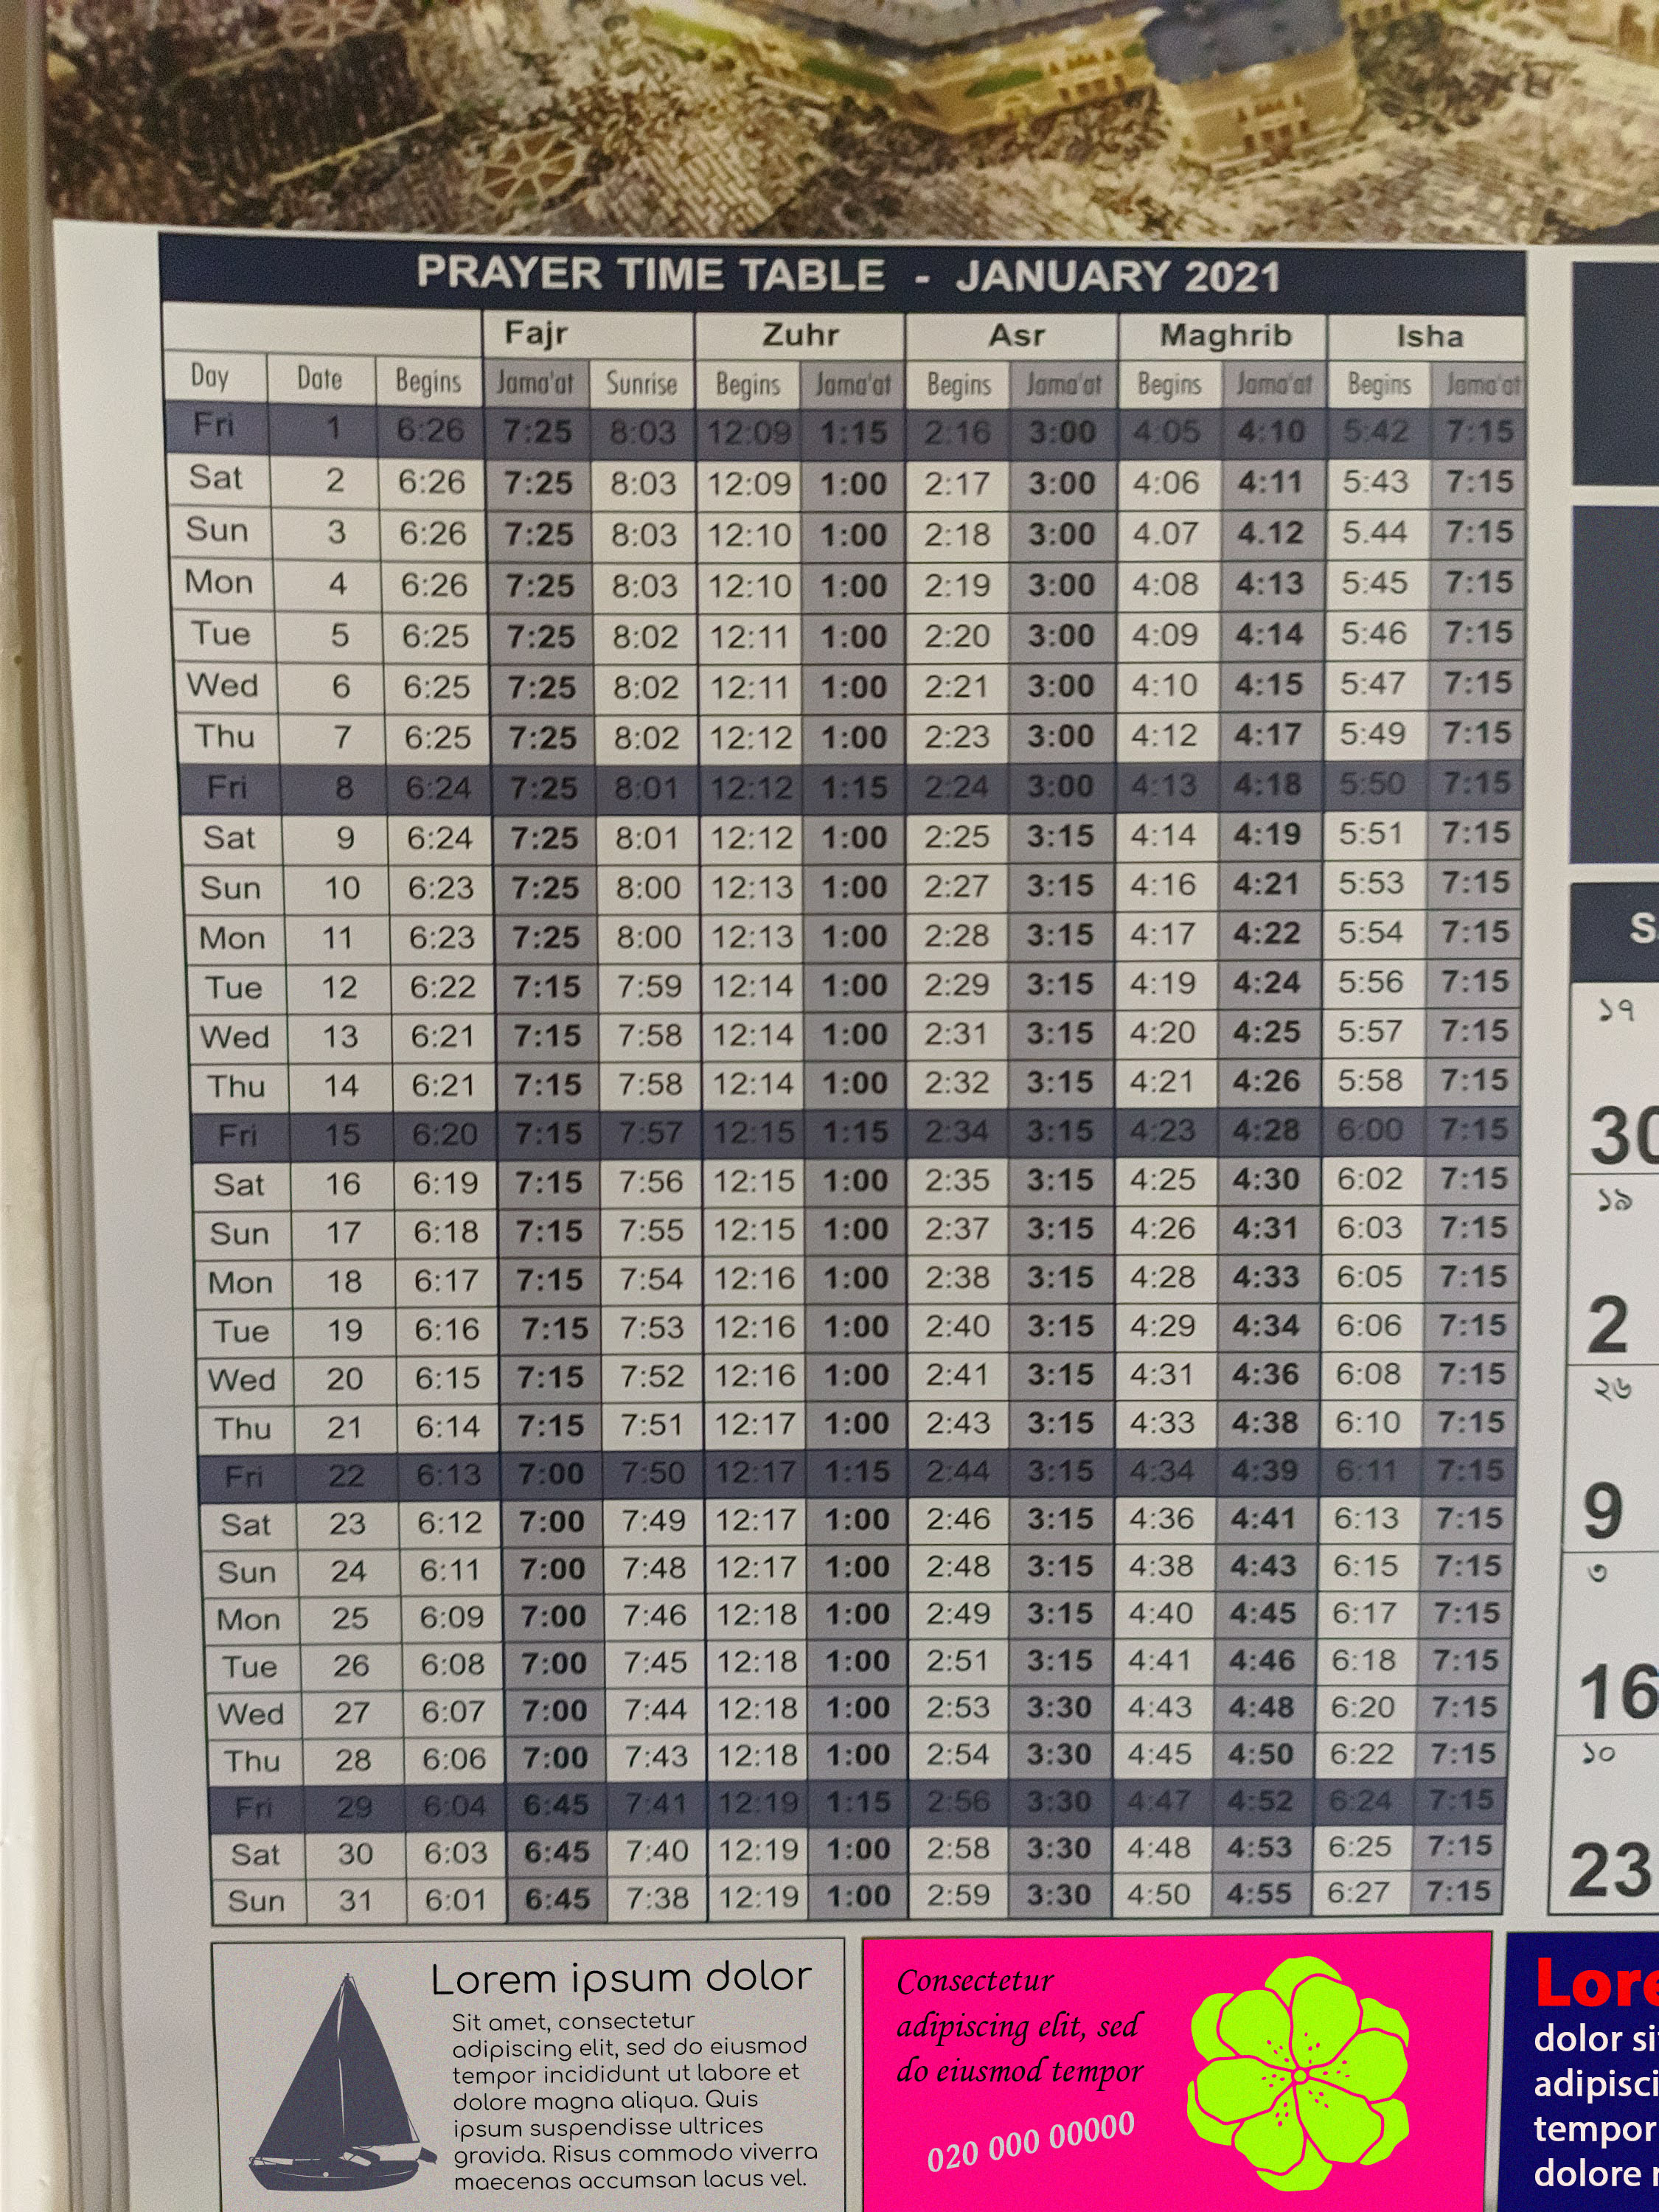 PRAYER TIME TABLE - JANUARY 2021
Fajr Zuhr Asr Maghrib Isha
Day Date Begins Jama'at Sunrise Begins Jama'at Begins Jama'at Begins Jama'at Begins Jama'at
Fri 1 6:26 7:25 8:03 12:09 1:15 2:16 3:00 4:05 4:10 5:42 7:15
Sat 2 6:26 7:25 8:03 12:09 1:00 2:17 3:00 4:06 4:11 5:43 7:15
Sun 3 6:26 7:25 8:03 12:10 1:00 2:18 3:00 4.07 4.12 5.44 7:15
Mon 4 6:26 7:25 8:03 12:10 1:00 2:19 3:00 4:08 4:13 5:45 7:15
Tue 5 6:25 7:25 8:02 12:11 1:00 2:20 3:00 4:09 4:14 5:46 7:15
Wed 6 6:25 7:25 8:02 12:11 1:00 2:21 3:00 4:10 4:15 5:47 7:15
Thu 7 6:25 7:25 8:02 12:12 1:00 2:23 3:00 4:12 4:17 5:49 7:15
Fri 8 6:24 7:25 8:01 12:12 1:15 2:24 3:00 4:13 4:18 5:50 7:15
Sat 9 6:24 7:25 8:01 12:12 1:00 2:25 3:15 4:14 4:19 5:51 7:15
Sun 10 6:23 7:25 8:00 12:13 1:00 2:27 3:15 4:16 4:21 5:53 7:15
Mon 11 6:23 7:25 8:00 12:13 1:00 2:28 3:15 4:17 4:22 5:54 7:15
Tue 12 6:22 7:15 7:59 12:14 1:00 2:29 3:15 4:19 4:24 5:56 7:15
Wed 13 6:21 7:15 7:58 12:14 1:00 2:31 3:15 4:20 4:25 5:57 7:15
Thu 14 6:21 7:15 7:58 12:14 1:00 2:32 3:15 4:21 4:26 5:58 7:15
Fri 15 6:20 7:15 7:57 12:15 1:15 2:34 3:15 4:23 4:28 6:00 7:15
Sat 16 6:19 7:15 7:56 12:15 1:00 2:35 3:15 4:25 4:30 6:02 7:15
Sun 17 6:18 7:15 7:55 12:15 1:00 2:37 3:15 4:26 4:31 6:03 7:15
Mon 18 6:17 7:15 7:54 12:16 1:00 2:38 3:15 4:28 4:33 6:05 7:15
Tue 19 6:16 7:15 7:53 12:16 1:00 2:40 3:15 4:29 4:34 6:06 7:15
Wed 20 6:15 7:15 7:52 12:16 1:00 2:41 3:15 4:31 4:36 6:08 7:15
Thu 21 6:14 7:15 7:51 12:17 1:00 2:43 3:15 4:33 4:38 6:10 7:15
Fri 22 6:13 7:00 7:50 12:17 1:15 2:44 3:15 4:34 4:39 6:11 7:15
Sat 23 6:12 7:00 7:49 12:17 1:00 2:46 3:15 4:36 4:41 6:13 7:15
Sun 24 6:11 7:00 7:48 12:17 1:00 2:48 3:15 4:38 4:43 6:15 7:15
Mon 25 6:09 7:00 7:46 12:18 1:00 2:49 3:15 4:40 4:45 6:17 7:15
Tue 26 6:08 7:00 7:45 12:18 1:00 2:51 3:15 4:41 4:46 6:18 7:15
Wed 27 6:07 7:00 7:44 12:18 1:00 2:53 3:30 4:43 4:48 6:20 7:15
Thu 28 6:06 7:00 7:43 12:18 1:00 2:54 3:30 4:45 4:50 6:22 7:15
Fri 29 6:04 6:45 7:41 12:19 1:15 2:56 3:30 4:47 4:52 6:24 7:15
Sat 30 6:03 6:45 7:40 12:19 1:00 2:58 3:30 4:48 4:53 6:25 7:15
Sun 31 6:01 6:45 7:38 12:19 1:00 2:59 3:30 4:50 4:55 6:27 7:15
১৭
30
১৯
2
২৬
9
৩
16
১০
23
Lorem ipsum dolor
Sit amet, consectetur
adipiscing elit, sed do eiusmod
tempor incididunt ut labore et
dolore magna aliqua. Quis
ipsum suspendisse ultrices
gravida. Risus commodo viverra
maecenas accumsan lacus vel.
Consectetur
adipiscing elit, sed
do eiusmod tempor
020 000 00000
dolor
tempor
dolore